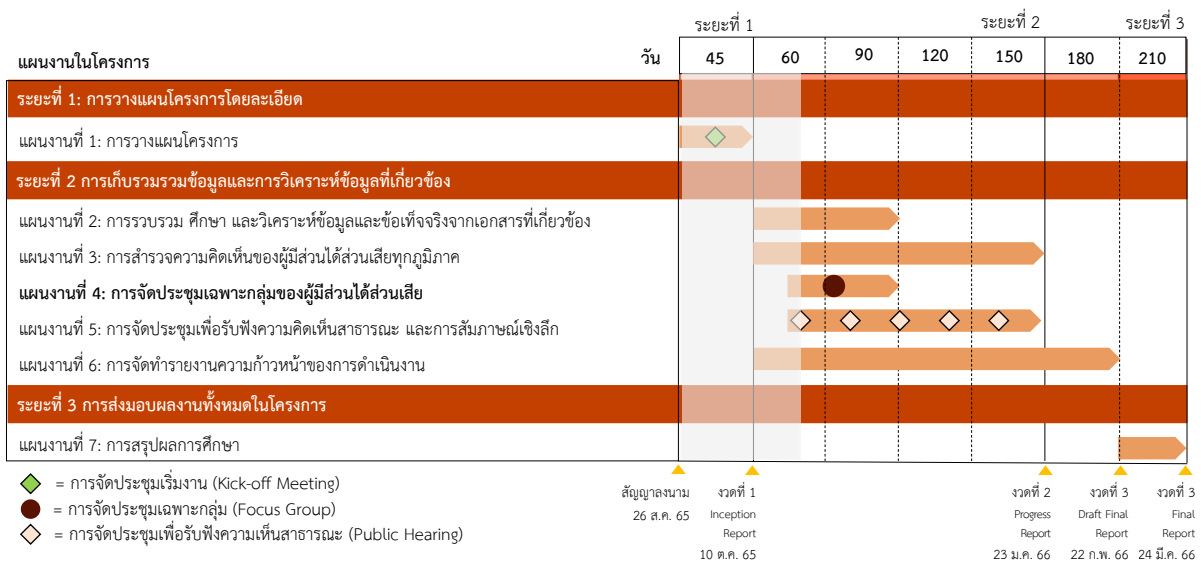 ระยะที่ 1 ระยะที่ 2 ระยะที่ 3
แผนงานในโครงการ วัน 45 60 90 120 150 180 210
ระยะที่ 1: การวางแผนโครงการโดยละเอียด
แผนงานที่ 1: การวางแผนโครงการ
ระยะที่ 2 การเก็บรวมรวมข้อมูลและการวิเคราะห์ข้อมูลที่เกี่ยวข้อง
แผนงานที่ 2: การรวบรวม ศึกษา และวิเคราะห์ข้อมูลและข้อเท็จจริงจากเอกสารที่เกี่ยวข้อง
แผนงานที่ 3: การสำรวจความคิดเห็นของผู้มีส่วนได้ส่วนเสียทุกภูมิภาค
แผนงานที่ 4: การจัดประชุมเฉพาะกลุ่มของผู้มีส่วนได้ส่วนเสีย
แผนงานที่ 5: การจัดประชุมเพื่อรับฟังความคิดเห็นสาธารณะ และการสัมภาษณ์เชิงลึก
แผนงานที่ 6: การจัดทำรายงานความก้าวหน้าของการดำเนินงาน
ระยะที่ 3 การส่งมอบผลงานทั้งหมดในโครงการ
แผนงานที่ 7: การสรุปผลการศึกษา
= การจัดประชุมเริ่มงาน (Kick-off Meeting)
= การจัดประชุมเฉพาะกลุ่ม (Focus Group)
= การจัดประชุมเพื่อรับฟังความเห็นสาธารณะ (Public Hearing)
สัญญาลงนาม
26 ส.ค. 65
งวดที่ 1
Inception
Report
10 ต.ค. 65
งวดที่ 2
Progress
Report
23 ม.ค. 66
งวดที่ 3
Draft Final
Report
22 ก.พ. 66
งวดที่ 3
Final
Report
24 มี.ค. 66